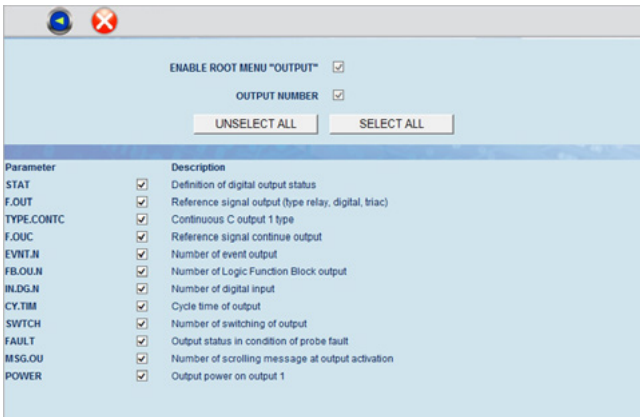 ENABLE ROOT MENU "OUTPUT"
OUTPUT NUMBER
UNSELECT ALL SELECT ALL
Parameter Description
STAT Definition of digital output status
F.OUT Reference signal output (type relay, digital, triac)
TYPE.CONTC Continuous C output 1 type
F.OUC Reference signal continue output
EVNT.N Number of event output
FB.OU.N Number of Logic Function Block output
IN.DG.N Number of digital input
CY.TIM Cycle time of output
SWTCH Number of switching of output
FAULT Output status in condition of probe fault
MSG.OU Number of scrolling message at output activation
POWER Output power on output 1